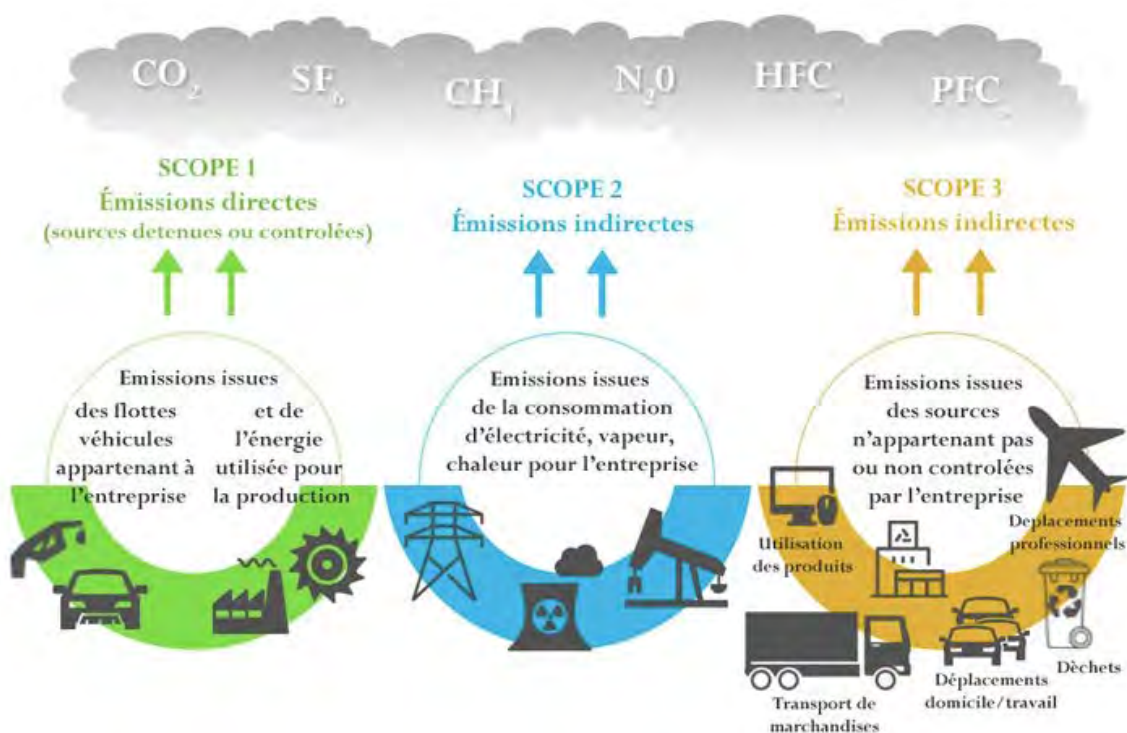 CO₂
SF₆
CH₄
N₂0
HFCₛ
PFCₛ
SCOPE 1
Émissions directes
(sources detenues ou controlées)
SCOPE 2
Émissions indirectes
SCOPE 3
Émissions indirectes
Emissions issues
des flottes
véhicules
appartenant à
l'entreprise
et de
l'énergie
utilisée pour
la production
Emissions issues
de la consommation
d'électricité, vapeur,
chaleur pour l'entreprise
Emissions issues
des sources
n'appartenant pas
ou non controlées
par l'entreprise
Utilisation
des produits
Deplacements
professionnels
Transport de
marchandises
Déplacements
domicile/travail
Dèchets